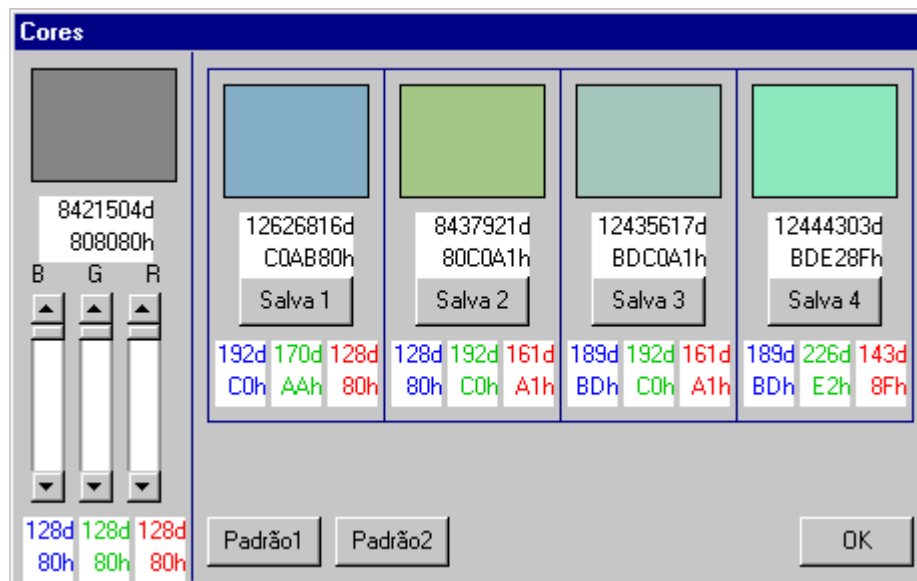 Cores
8421504d
808080h
B G R
128d 128d 128d
80h 80h 80h
12626816d
C0AB80h
Salva 1
192d 170d 128d
C0h AAh 80h
8437921d
80C0A1h
Salva 2
128d 192d 161d
80h C0h A1h
12435617d
BDC0A1h
Salva 3
189d 192d 161d
BDh C0h A1h
12444303d
BDE28Fh
Salva 4
189d 226d 143d
BDh E2h 8Fh
Padrão1 Padrão2 OK